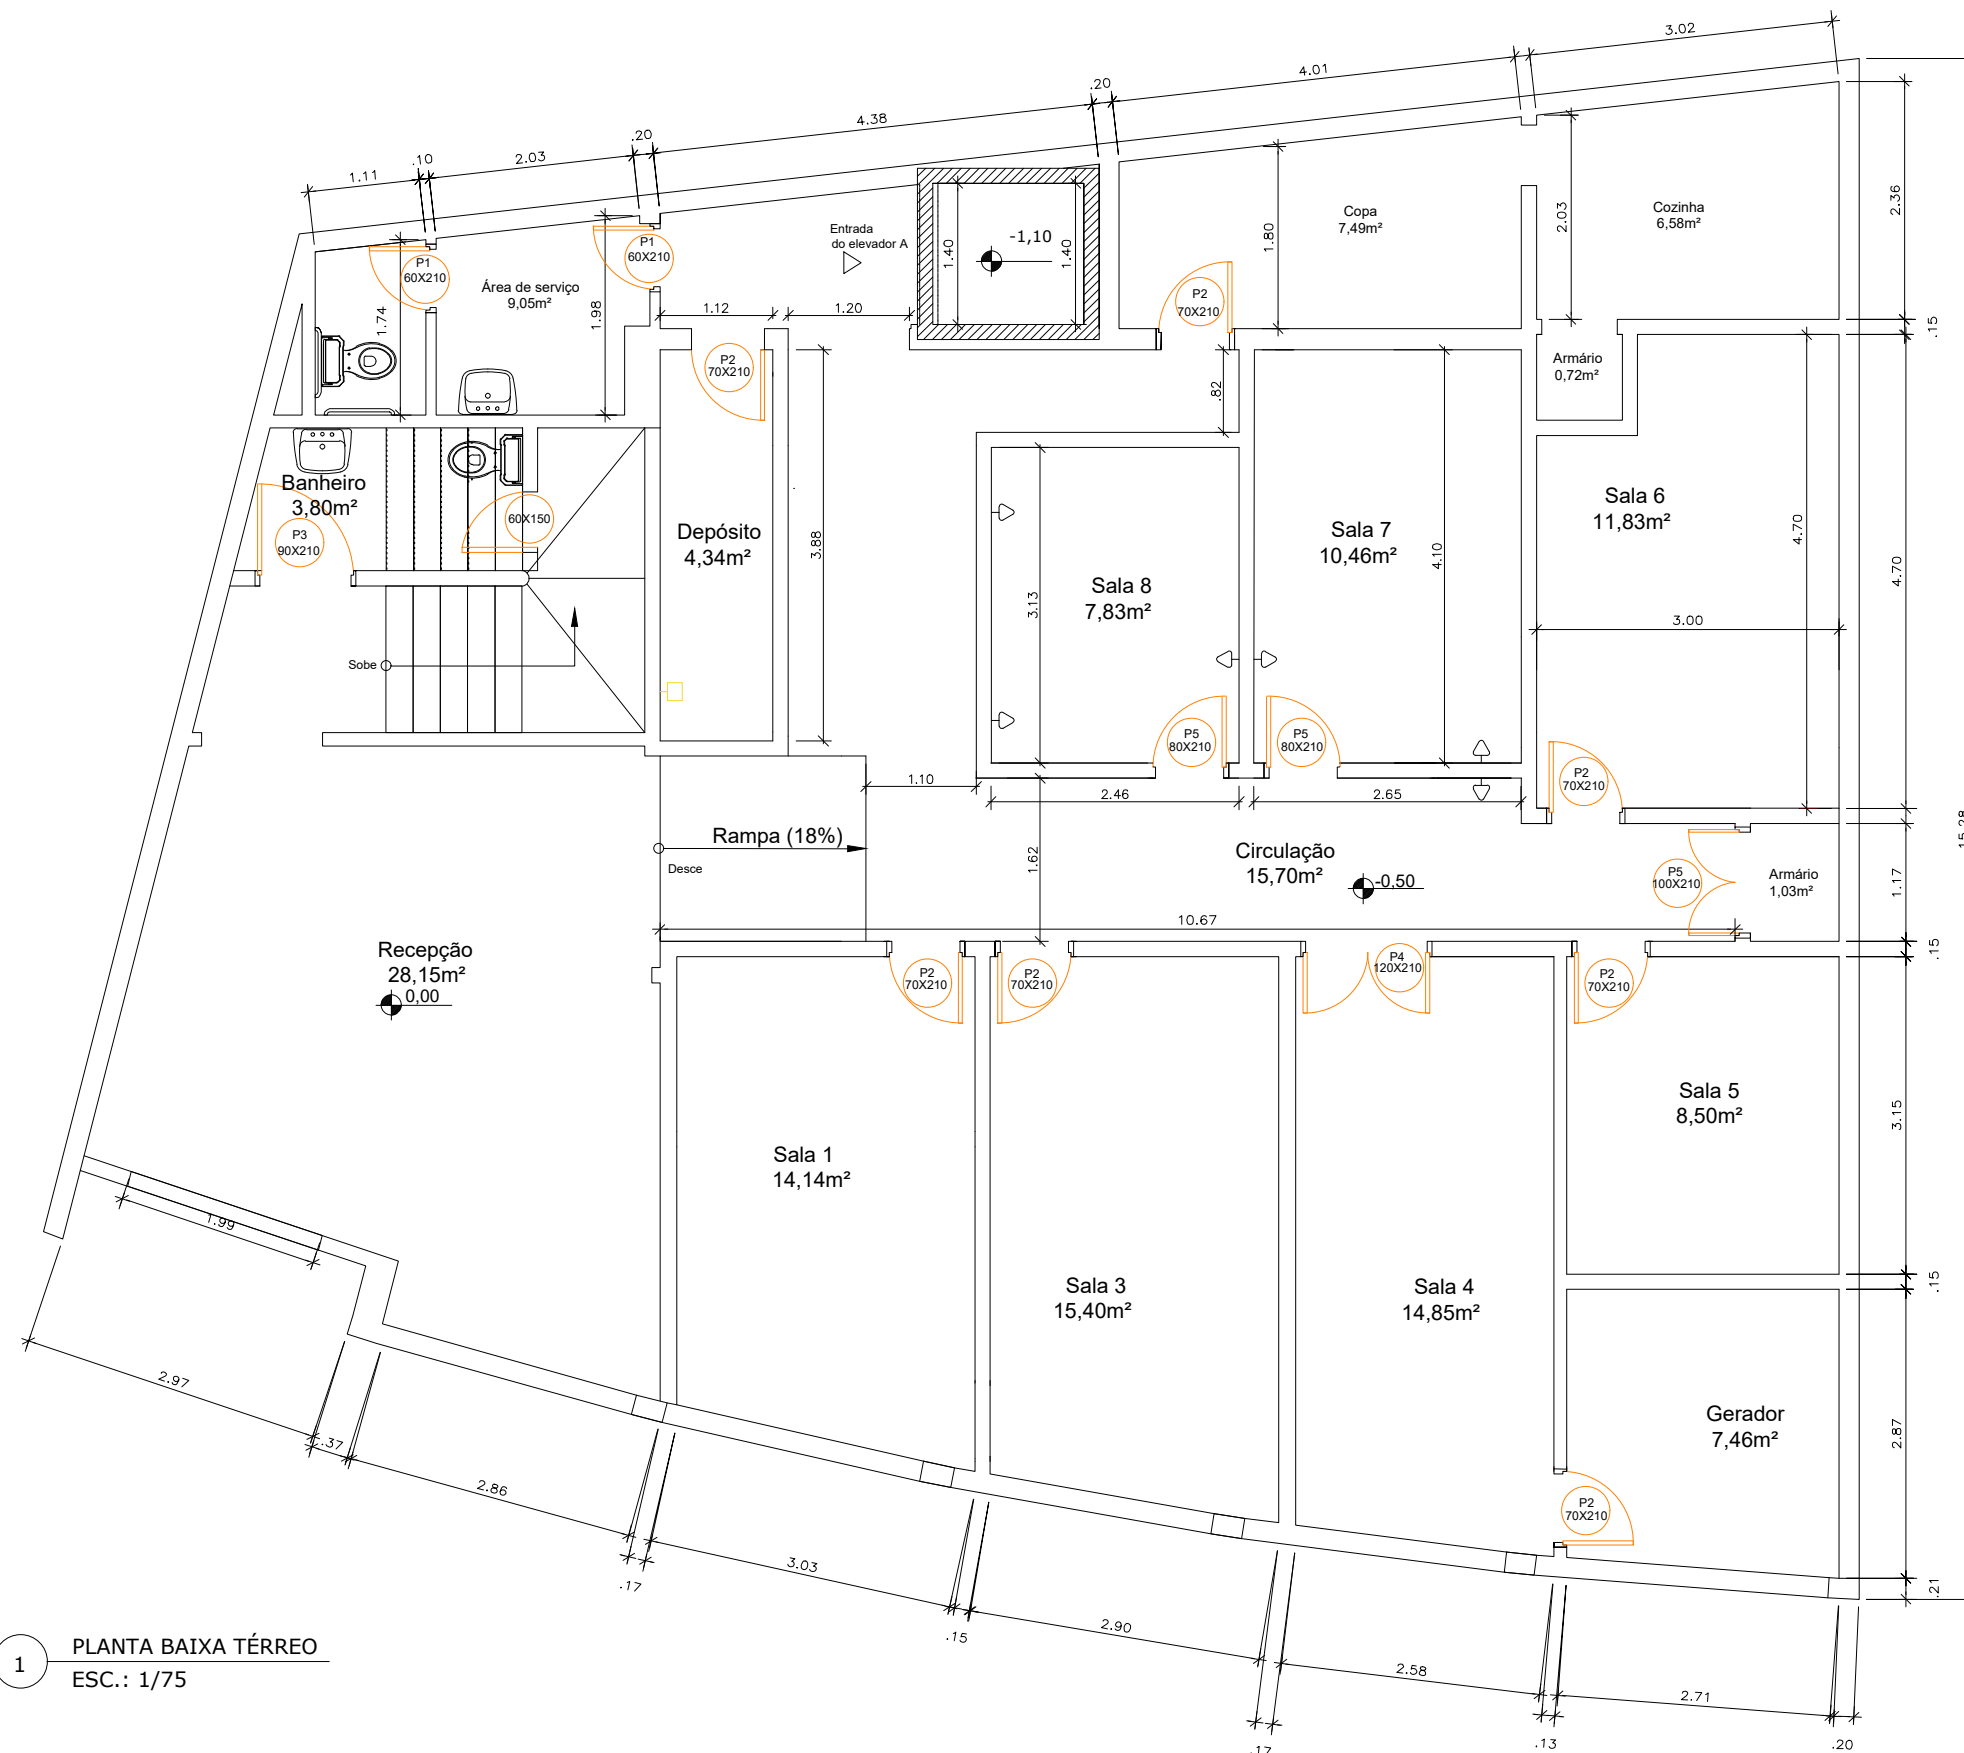 3.02
4.01
.20
4.38
.20
2.03
.10
1.11
2.36
2.03
Cozinha
6,58m²
Copa
7,49m²
1.80
Entrada
do elevador A
1.40
-1,10
1.40
P1
60X210
P1
60X210
Área de serviço
9,05m²
1.74
1.98
1.12
1.20
P2
70X210
P2
70X210
.15
Armário
0,72m²
.82
Banheiro
3,80m²
P3
90X210
60X150
Depósito
4,34m²
3.88
Sala 8
7,83m²
3.13
Sala 7
10,46m²
4.10
Sala 6
11,83m²
4.70
4.70
3.00
Sobe
P5
80X210
P5
80X210
P2
70X210
1.10
2.46
2.65
Rampa (18%)
Desce
1.62
Circulação
15,70m²
-0,50
P5
100X210
Armário
1,03m²
1.17
15.28
10.67
.15
Recepção
28,15m²
0,00
P2
70X210
P2
70X210
P4
120X210
P2
70X210
Sala 1
14,14m²
Sala 3
15,40m²
Sala 4
14,85m²
Sala 5
8,50m²
3.15
.15
Gerador
7,46m²
2.87
P2
70X210
.21
1.99
2.97
.37
2.86
.17
3.03
.15
2.90
.17
2.58
.13
2.71
.20
1
PLANTA BAIXA TÉRREO
ESC.: 1/75